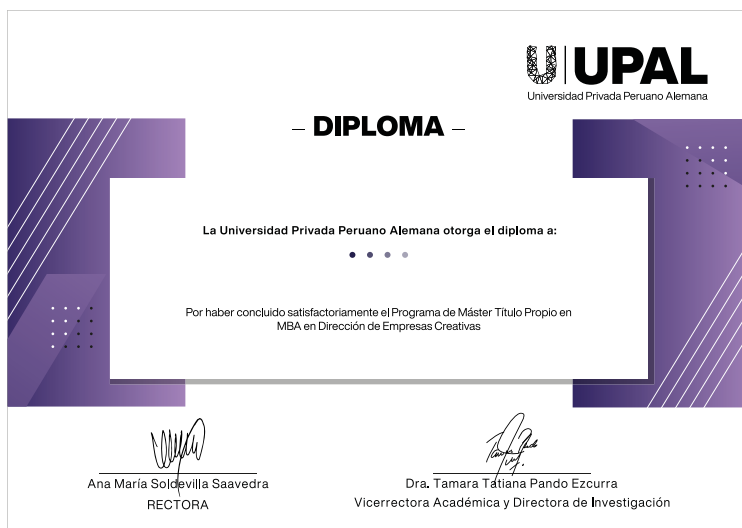 UPAL
Universidad Privada Peruano Alemana
– DIPLOMA –
La Universidad Privada Peruano Alemana otorga el diploma a:
Por haber concluido satisfactoriamente el Programa de Máster Título Propio en
MBA en Dirección de Empresas Creativas
Ana María Soldevilla Saavedra
RECTORA
Dra. Tamara Tatiana Pando Ezcurra
Vicerrectora Académica y Directora de Investigación